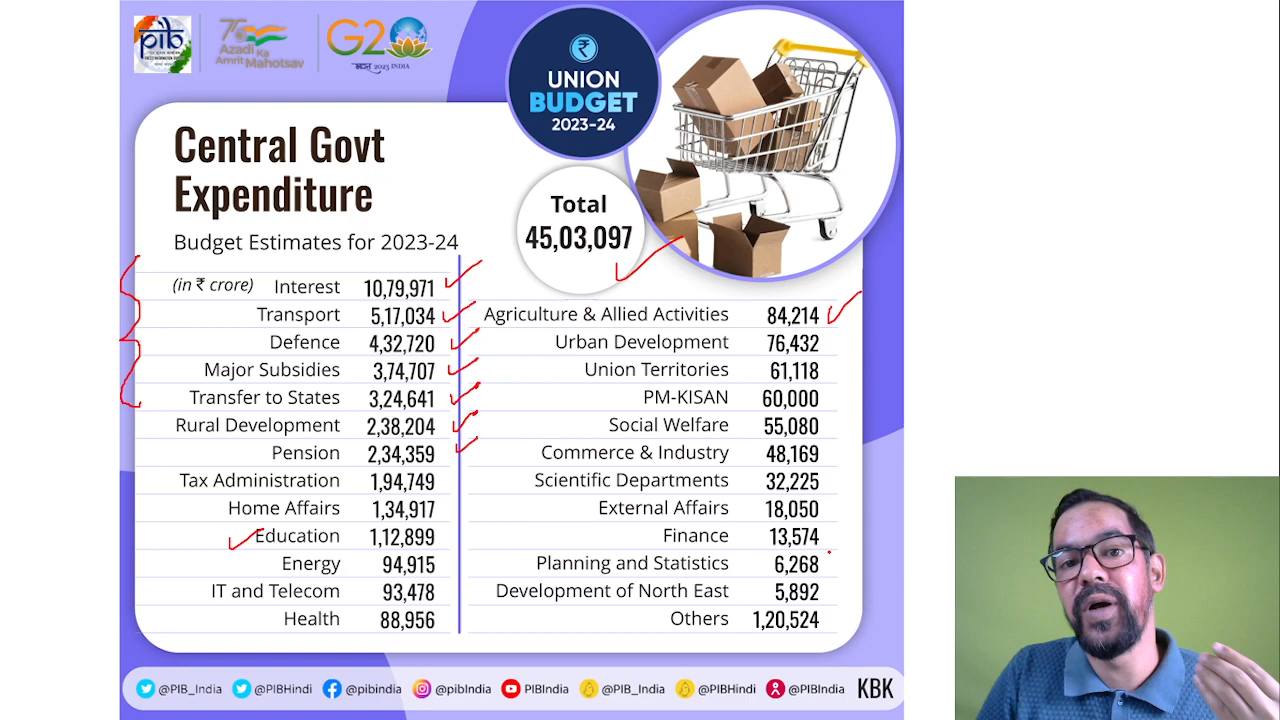 pib
75
Azadi Ka
Amrit Mahotsav
G20
2023 INDIA
₹
UNION
BUDGET
2023-24
Central Govt
Expenditure
Total
45,03,097
Budget Estimates for 2023-24
(in ₹ crore) Interest 10,79,971
Transport 5,17,034
Defence 4,32,720
Major Subsidies 3,74,707
Transfer to States 3,24,641
Rural Development 2,38,204
Pension 2,34,359
Tax Administration 1,94,749
Home Affairs 1,34,917
Education 1,12,899
Energy 94,915
IT and Telecom 93,478
Health 88,956
Agriculture & Allied Activities 84,214
Urban Development 76,432
Union Territories 61,118
PM-KISAN 60,000
Social Welfare 55,080
Commerce & Industry 48,169
Scientific Departments 32,225
External Affairs 18,050
Finance 13,574
Planning and Statistics 6,268
Development of North East 5,892
Others 1,20,524
@PIB_India @PIBHindi @pibindia @pibIndia PIBIndia @PIB_India @PIBHindi @PIBIndia KBK